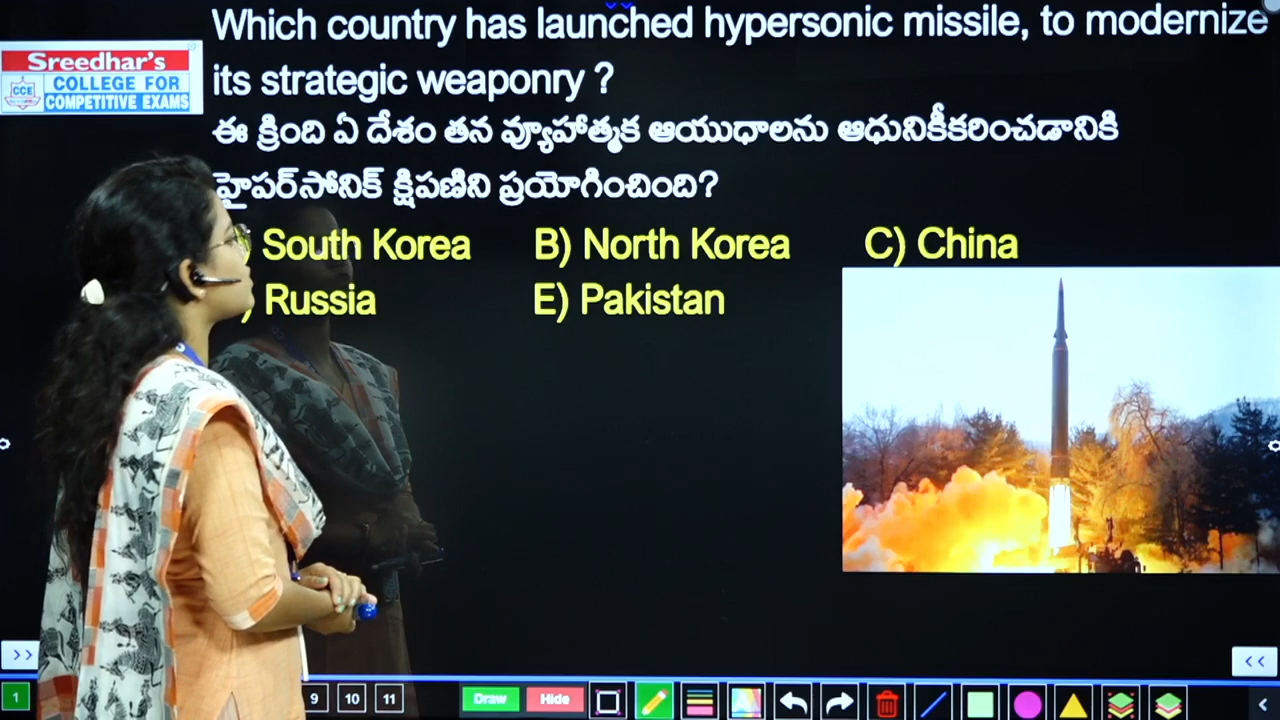 Which country has launched hypersonic missile, to modernize
its strategic weaponry ?
Sreedhar's
COLLEGE FOR
CCE
COMPETITIVE EXAMS
ఈ క్రింది ఏ దేశం తన వ్యూహాత్మక ఆయుధాలను ఆధునికీకరించడానికి
హైపర్‌సోనిక్ క్షిపణిని ప్రయోగించింది?
) South Korea B) North Korea C) China
) Russia E) Pakistan
>> <<
1 9 10 11 Draw Hide